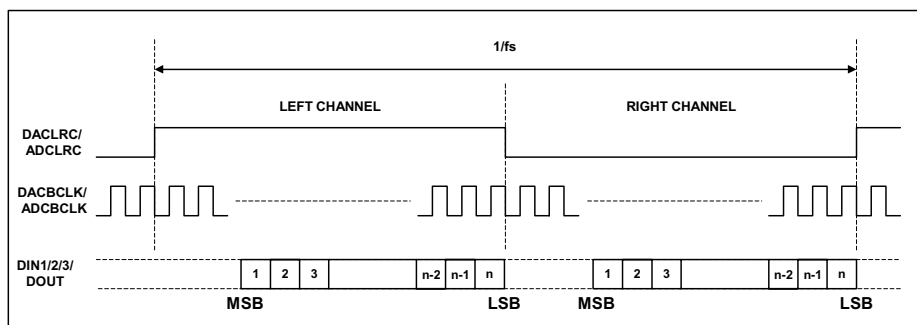 1/fs
LEFT CHANNEL
RIGHT CHANNEL
DACLRC/
ADCLRC
DACBCLK/
ADCBCLK
DIN1/2/3/
DOUT
1 2 3 n-2 n-1 n 1 2 3 n-2 n-1 n
MSB LSB MSB LSB